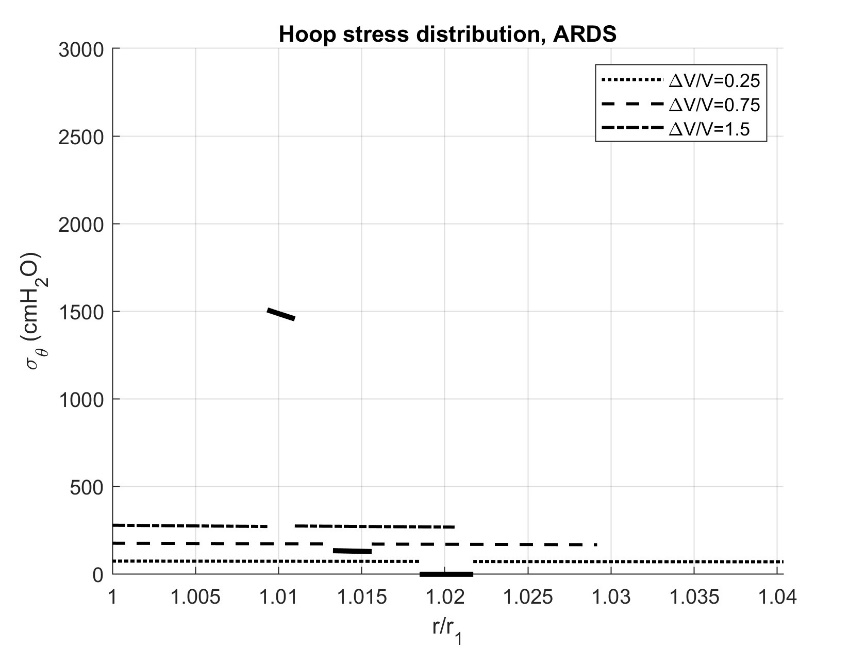 Hoop stress distribution, ARDS
3000
2500
2000
1500
1000
500
0
σθ (cmH2O)
ΔV/V=0.25
ΔV/V=0.75
ΔV/V=1.5
1 1.005 1.01 1.015 1.02 1.025 1.03 1.035 1.04
r/r1